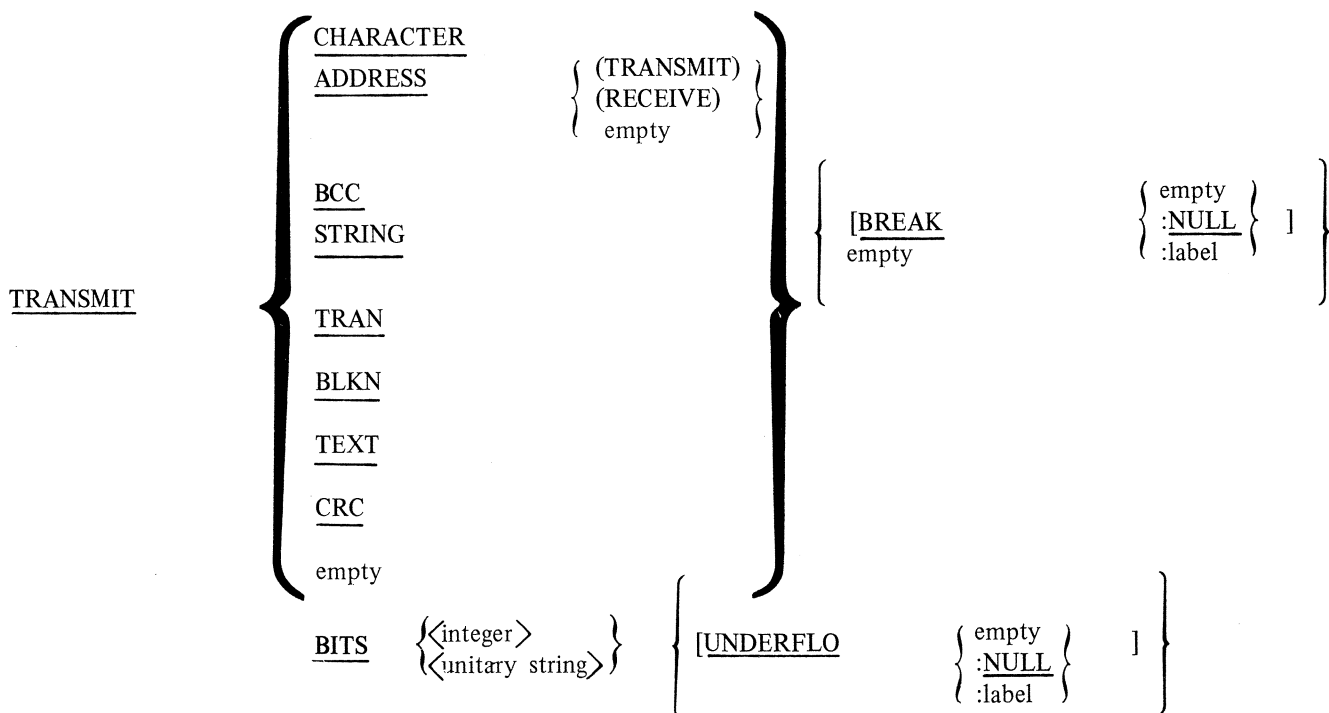 CHARACTER
ADDRESS
(TRANSMIT)
(RECEIVE)
empty
BCC
STRING
[BREAK
empty
empty
:NULL
:label
]
TRANSMIT
TRAN
BLKN
TEXT
CRC
empty
BITS
<integer>
<unitary string>
[UNDERFLO
empty
:NULL
:label
]